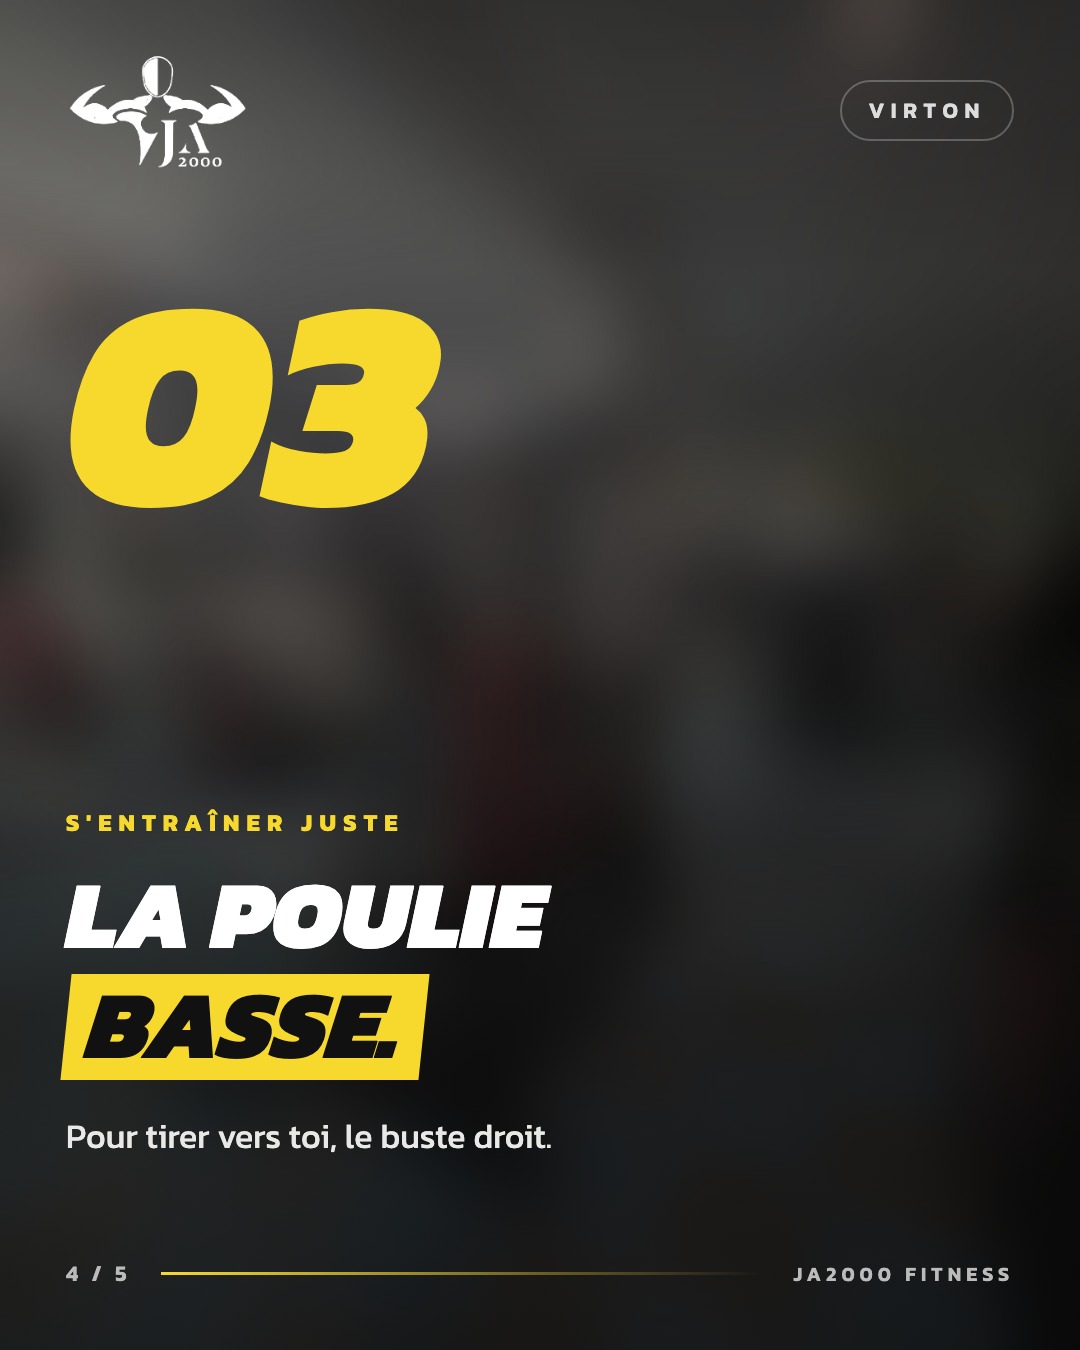 JA
2000
VIRTON
03
S'ENTRAÎNER JUSTE
LA POULIE
BASSE.
Pour tirer vers toi, le buste droit.
4 / 5
JA2000 FITNESS